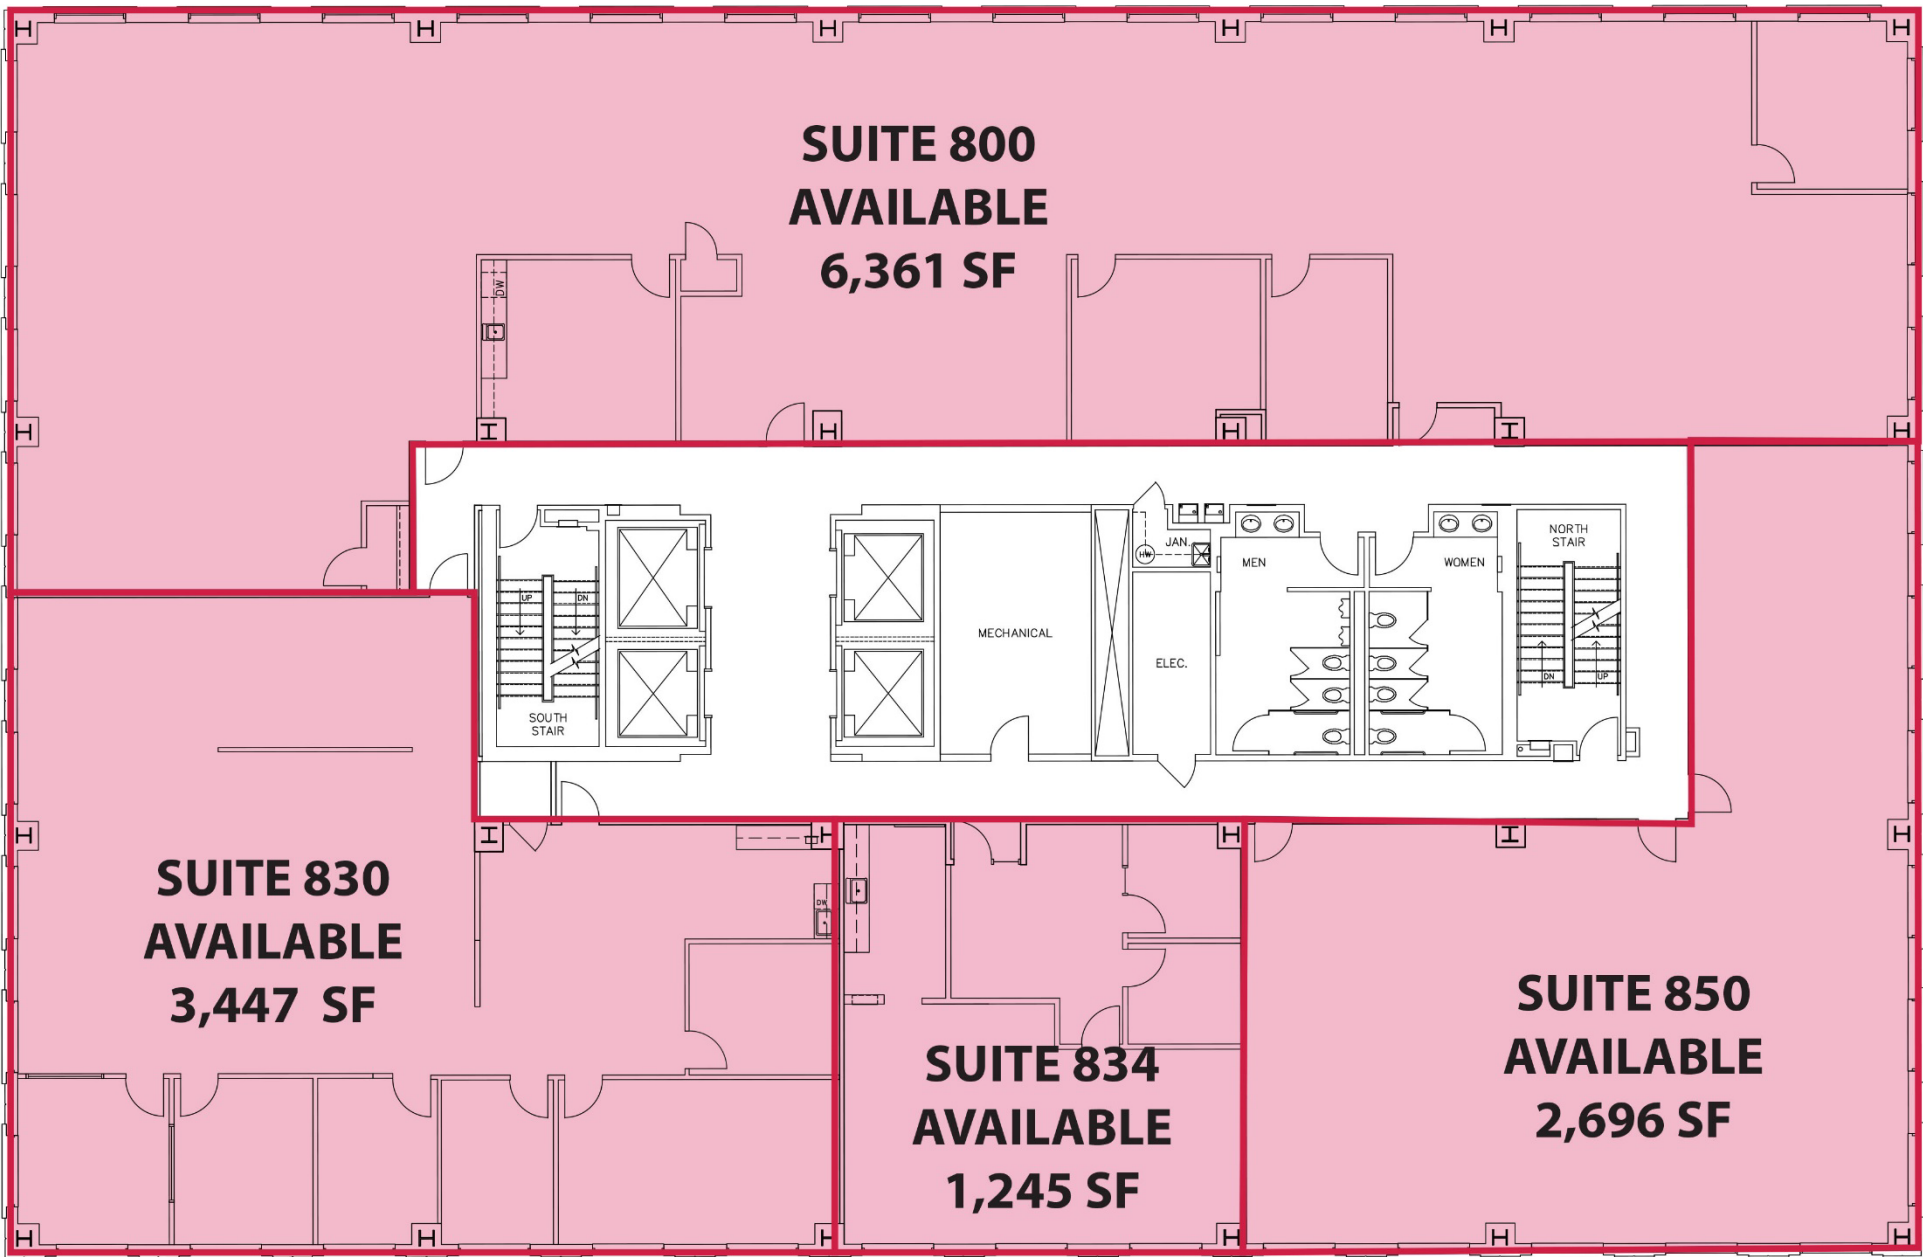 SUITE 800
AVAILABLE
6,361 SF
DW
JAN.
HW
MEN
WOMEN
NORTH
STAIR
UP
DN
MECHANICAL
ELEC.
DN
UP
SOUTH
STAIR
SUITE 830
AVAILABLE
3,447 SF
DW
SUITE 834
AVAILABLE
1,245 SF
SUITE 850
AVAILABLE
2,696 SF